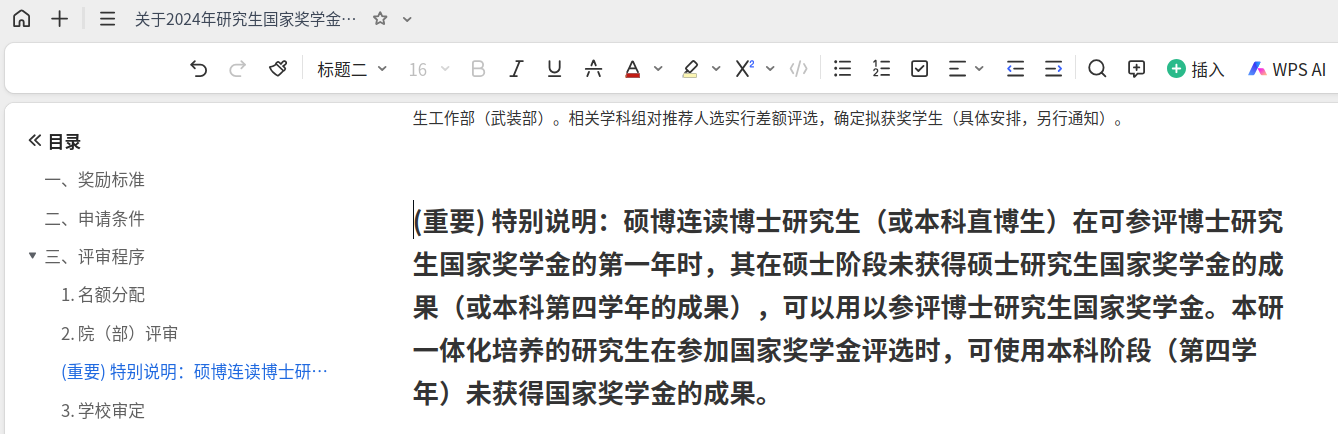 关于2024年研究生国家奖学金···
标题二
16
插入
WPS AI
目录
一、奖励标准
二、申请条件
三、评审程序
1. 名额分配
2. 院（部）评审
(重要) 特别说明：硕博连读博士研···
3. 学校审定
生工作部（武装部）。相关学科组对推荐人选实行差额评选，确定拟获奖学生（具体安排，另行通知）。
(重要) 特别说明：硕博连读博士研究生（或本科直博生）在可参评博士研究
生国家奖学金的第一年时，其在硕士阶段未获得硕士研究生国家奖学金的成
果（或本科第四学年的成果），可以用以参评博士研究生国家奖学金。本研
一体化培养的研究生在参加国家奖学金评选时，可使用本科阶段（第四学
年）未获得国家奖学金的成果。